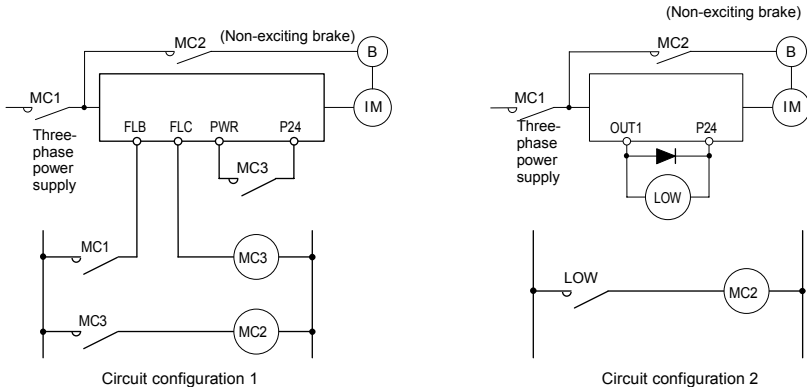 (Non-exciting brake)
MC2
B
MC1
IM
Three-
phase
power
supply
FLB FLC PWR P24
MC3
MC1
MC3
MC3
MC2
Circuit configuration 1
(Non-exciting brake)
MC2
B
MC1
IM
Three-
phase
power
supply
OUT1 P24
LOW
LOW
MC2
Circuit configuration 2